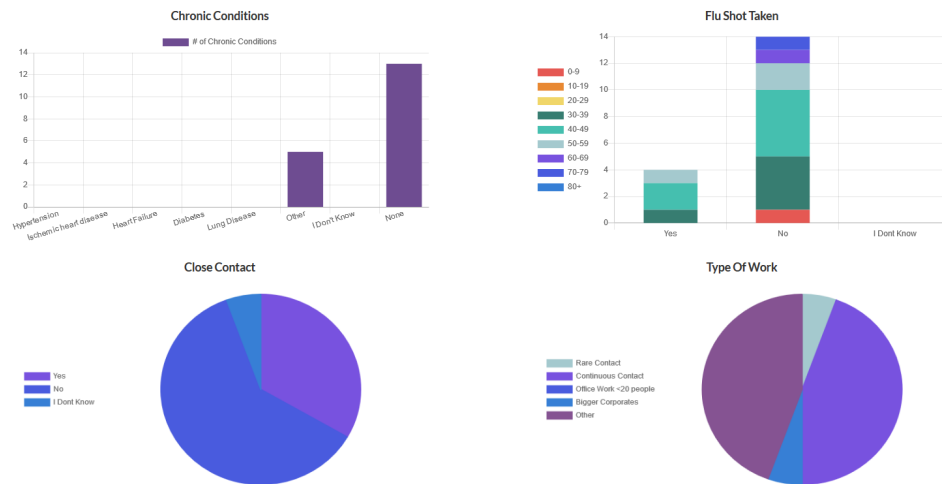 Chronic Conditions
# of Chronic Conditions
14
12
10
8
6
4
2
0
Hypertension
Ischemic heart disease
Heart Failure
Diabetes
Lung Disease
Other
I Don't Know
None
Flu Shot Taken
0-9
10-19
20-29
30-39
40-49
50-59
60-69
70-79
80+
14
12
10
8
6
4
2
0
Yes
No
I Dont Know
Close Contact
Yes
No
I Dont Know
Type Of Work
Rare Contact
Continuous Contact
Office Work <20 people
Bigger Corporates
Other